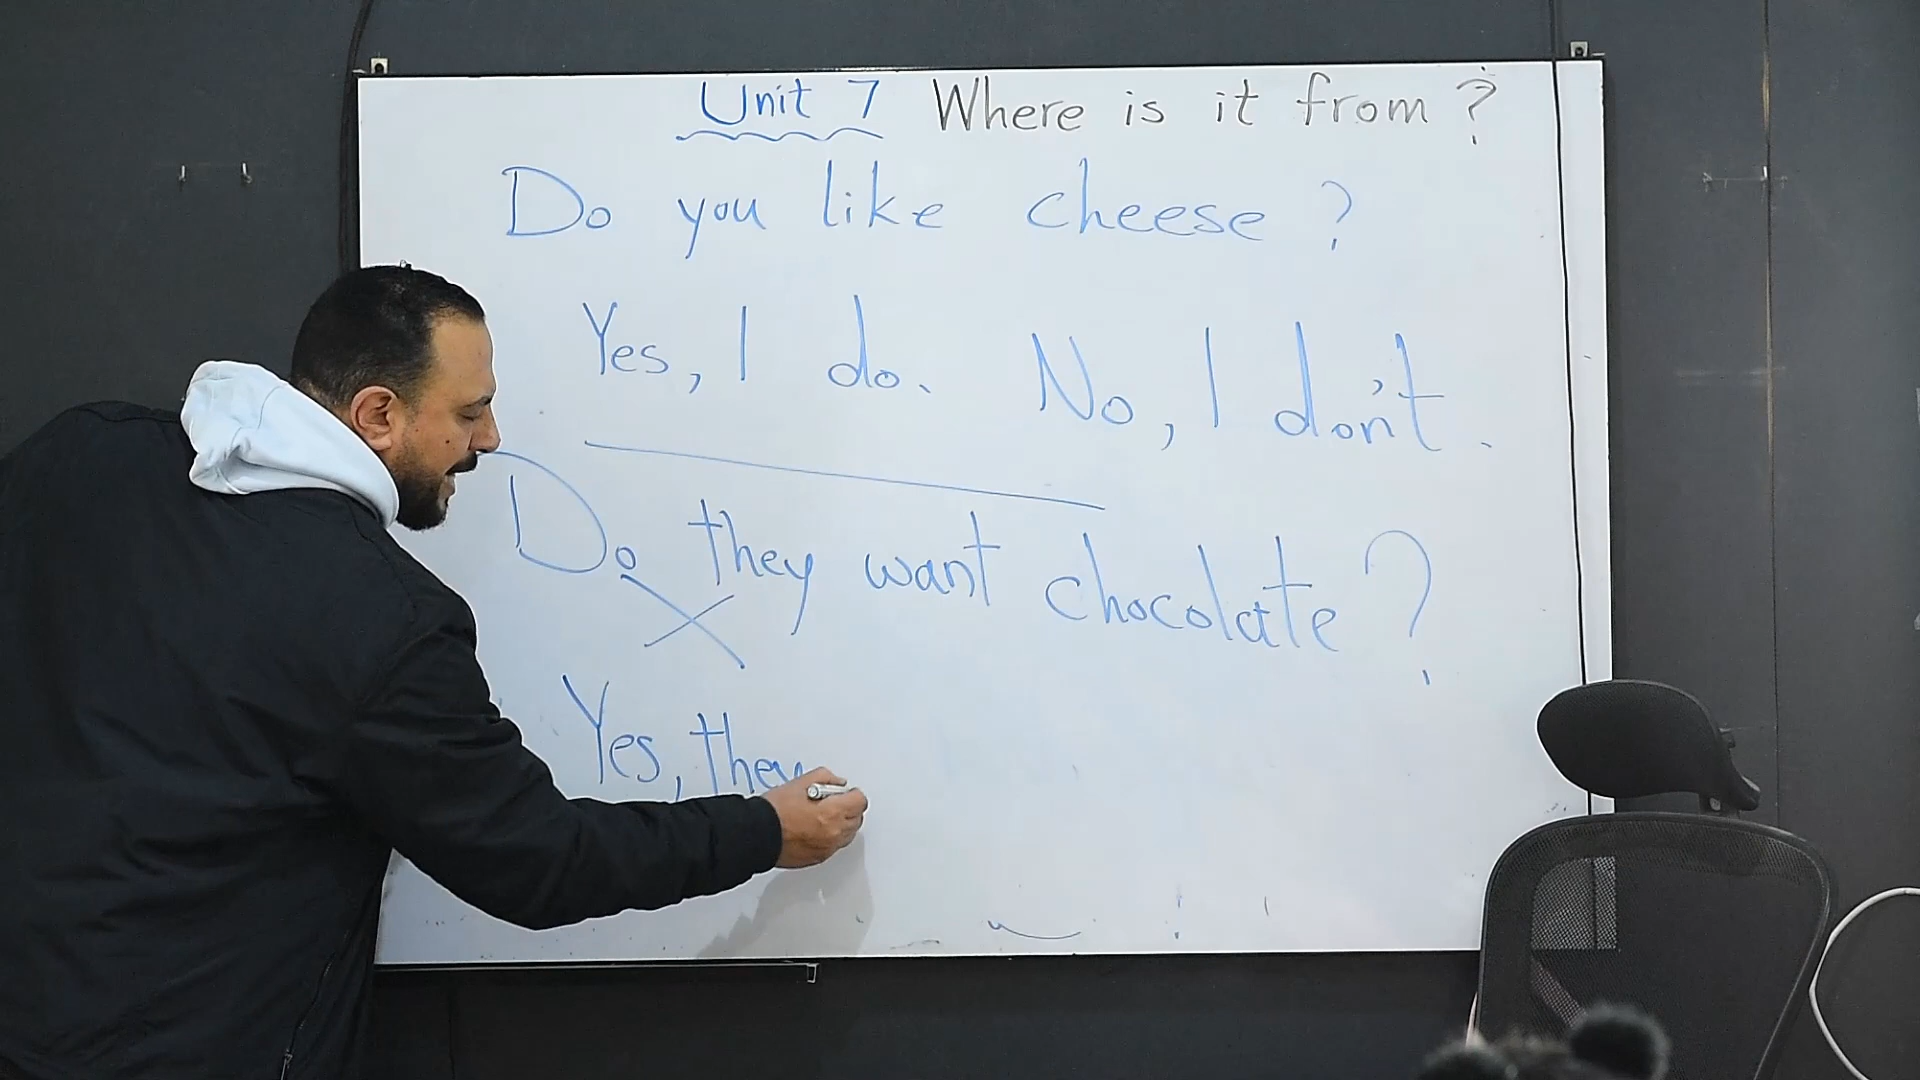 Unit 7 Where is it from?
Do you like cheese?
Yes, I do. No, I don't.
Do they want chocolate?
Yes, they